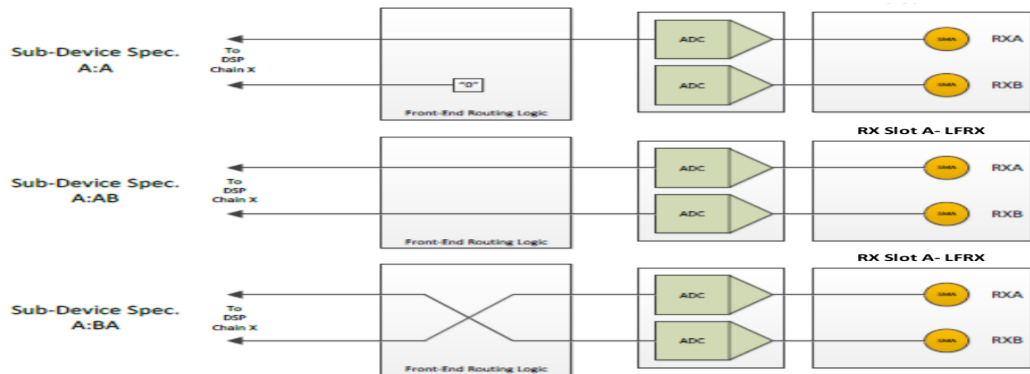 Sub-Device Spec.
A:A
To
DSP
Chain X
"0"
Front-End Routing Logic
ADC
ADC
SMA
RXA
SMA
RXB
RX Slot A- LFRX
Sub-Device Spec.
A:AB
To
DSP
Chain X
Front-End Routing Logic
ADC
ADC
SMA
RXA
SMA
RXB
RX Slot A- LFRX
Sub-Device Spec.
A:BA
To
DSP
Chain X
Front-End Routing Logic
ADC
ADC
SMA
RXA
SMA
RXB